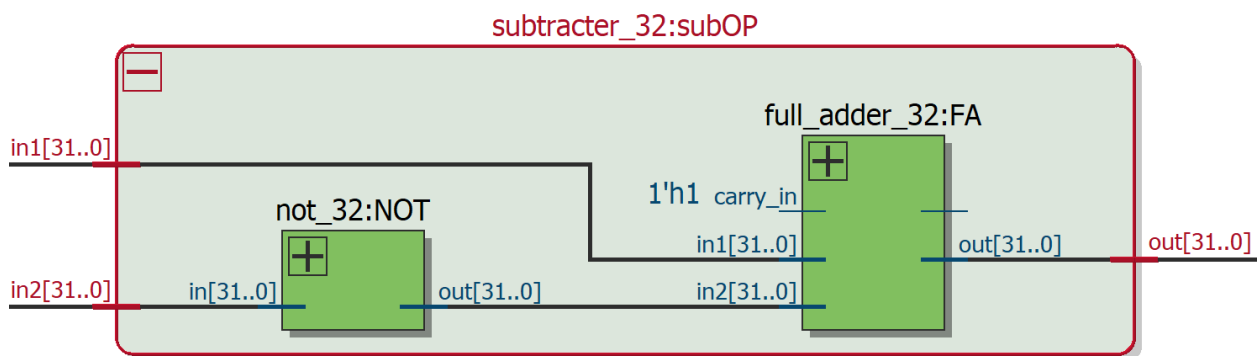 subtracter_32:subOP
full_adder_32:FA
in1[31..0]
1'h1 carry_in
not_32:NOT
in1[31..0] out[31..0] out[31..0]
in2[31..0] in[31..0] out[31..0] in2[31..0]